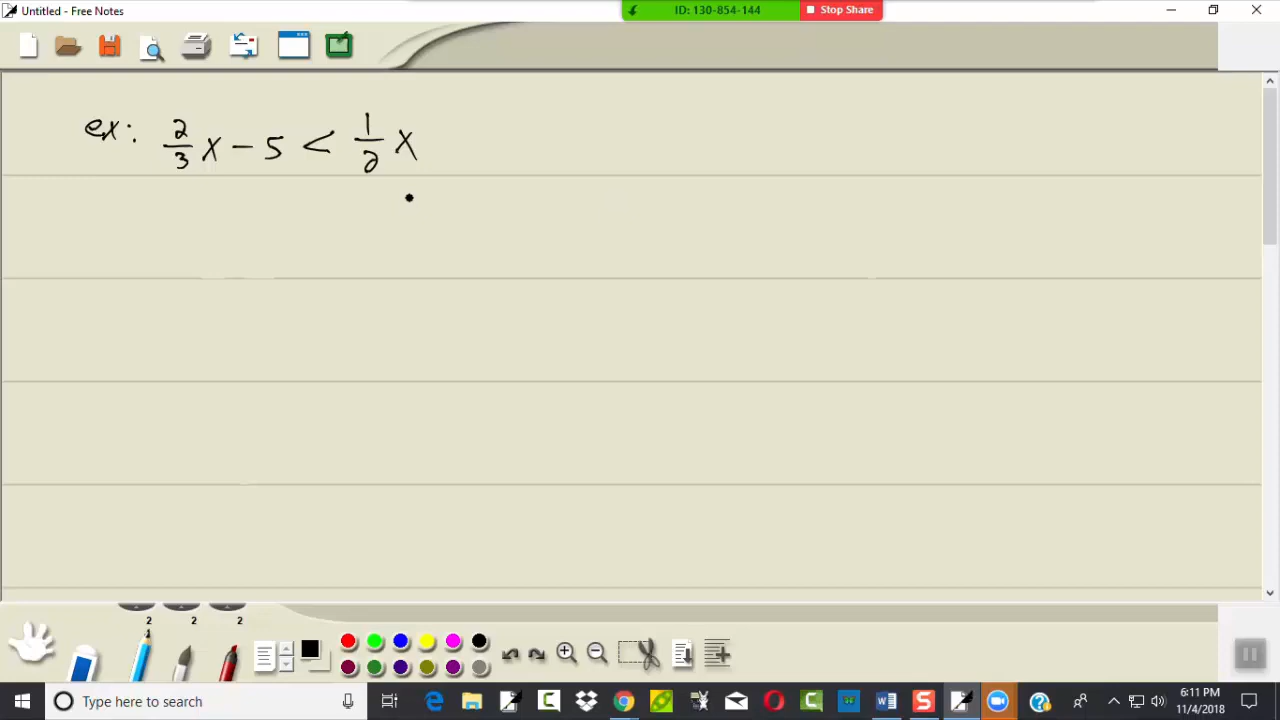 Untitled - Free Notes
ID: 130-854-144
Stop Share
ex: 2/3 x - 5 < 1/2 x
2 2 2
Type here to search
6:11 PM
11/4/2018